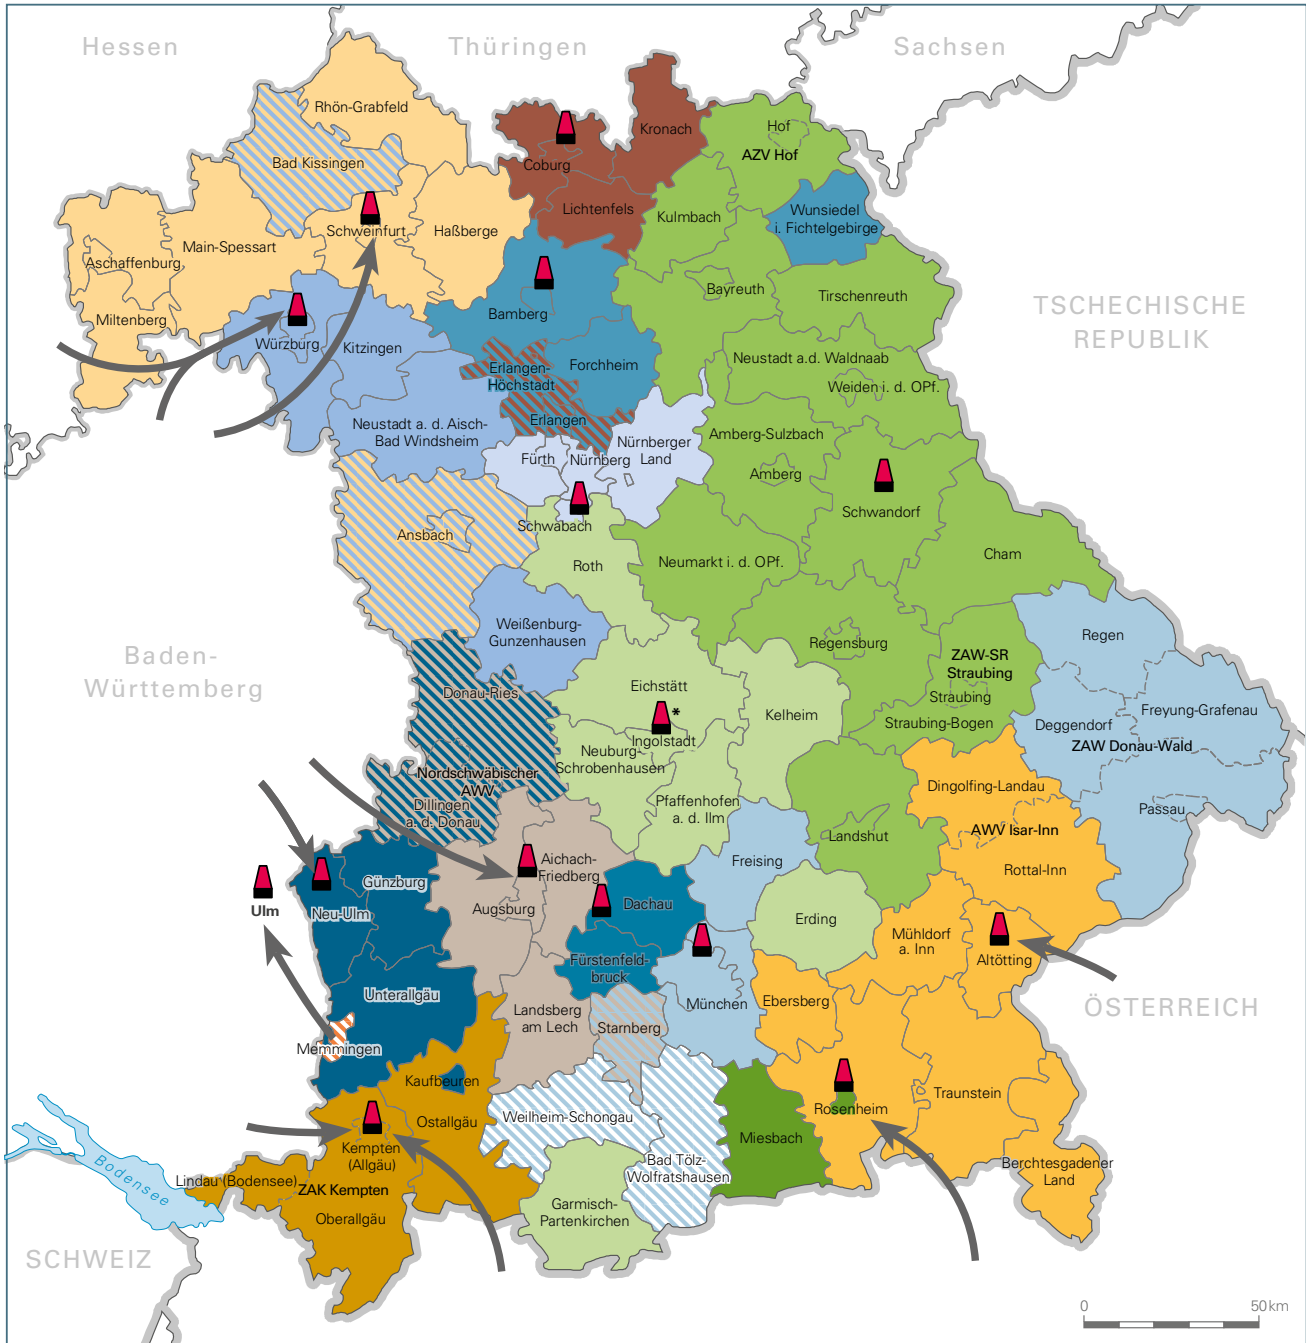 Hessen
Thüringen
Sachsen
Rhön-Grabfeld
Kronach
Hof
AZV Hof
Bad Kissingen
Coburg
Lichtenfels
Kulmbach
Wunsiedel
i. Fichtelgebirge
Main-Spessart
Schweinfurt
Haßberge
Aschaffenburg
Miltenberg
Bayreuth
Tirschenreuth
TSCHECHISCHE
REPUBLIK
Bamberg
Würzburg
Kitzingen
Forchheim
Erlangen-
Höchstadt
Neustadt a.d. Waldnaab
Weiden i. d. OPf.
Erlangen
Neustadt a. d. Aisch-
Bad Windsheim
Nürnberger
Land
Fürth
Nürnberg
Amberg-Sulzbach
Amberg
Schwandorf
Ansbach
Schwabach
Roth
Neumarkt i. d. OPf.
Cham
Weißenburg-
Gunzenhausen
Regensburg
Regen
Baden-
Württemberg
ZAW-SR
Straubing
Straubing
Straubing-Bogen
Donau-Ries
Eichstätt
*
Kelheim
Ingolstadt
Deggendorf
Freyung-Grafenau
ZAW Donau-Wald
Neuburg-
Schrobenhausen
Nordschwäbischer
AWV
Dillingen
a. d. Donau
Pfaffenhofen
a. d. Ilm
Dingolfing-Landau
Passau
AWV Isar-Inn
Landshut
Rottal-Inn
Freising
Aichach-
Friedberg
Günzburg
Ulm
Neu-Ulm
Augsburg
Dachau
Erding
Mühldorf
a. Inn
Altötting
Fürstenfeld-
bruck
Unterallgäu
München
Ebersberg
ÖSTERREICH
Landsberg
am Lech
Starnberg
Memmingen
Kaufbeuren
Ostallgäu
Weilheim-Schongau
Rosenheim
Traunstein
Miesbach
Kempten
(Allgäu)
Bad Tölz-
Wolfratshausen
Berchtesgadener
Land
Bodensee
Lindau (Bodensee)
ZAK Kempten
Oberallgäu
Garmisch-
Partenkirchen
SCHWEIZ
0 50 km